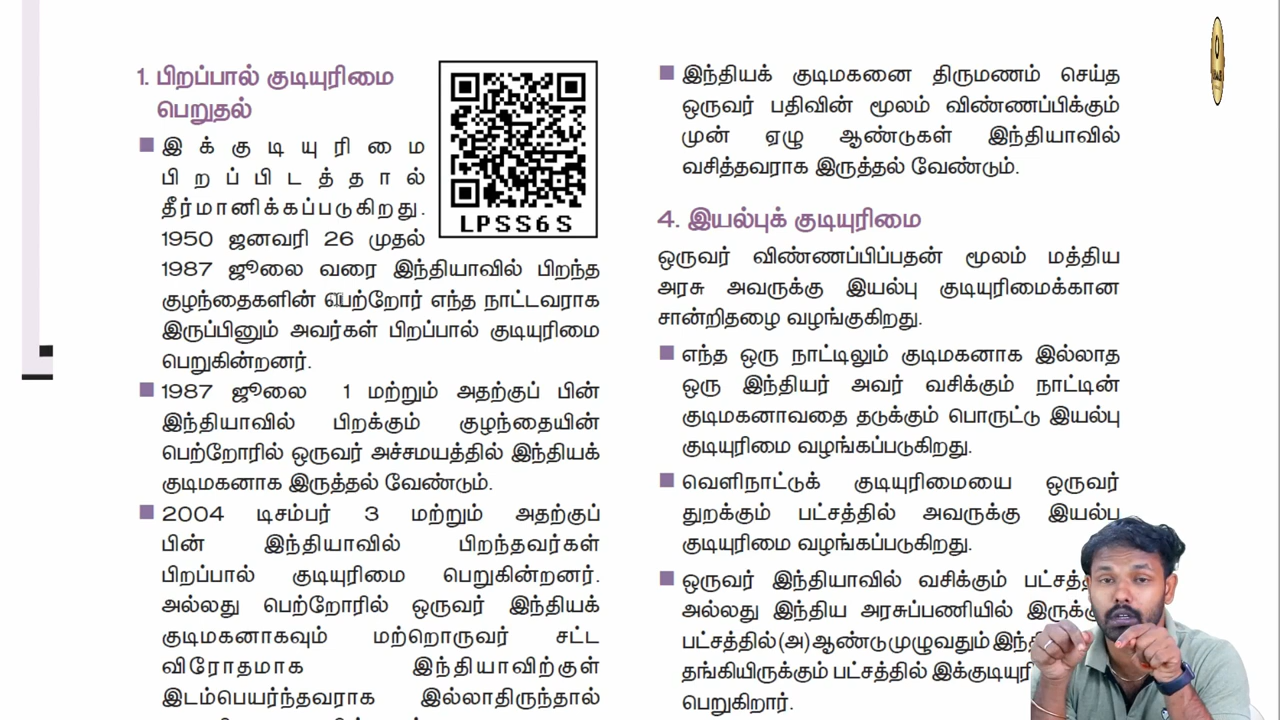 1. பிறப்பால் குடியுரிமை
பெறுதல்
இக்குடியுரிமை
பிறப்பிடத்தால்
தீர்மானிக்கப்படுகிறது.
1950 ஜனவரி 26 முதல்
1987 ஜூலை வரை இந்தியாவில் பிறந்த
குழந்தைகளின் பெற்றோர் எந்த நாட்டவராக
இருப்பினும் அவர்கள் பிறப்பால் குடியுரிமை
பெறுகின்றனர்.
1987 ஜூலை 1 மற்றும் அதற்குப் பின்
இந்தியாவில் பிறக்கும் குழந்தையின்
பெற்றோரில் ஒருவர் அச்சமயத்தில் இந்தியக்
குடிமகனாக இருத்தல் வேண்டும்.
2004 டிசம்பர் 3 மற்றும் அதற்குப்
பின் இந்தியாவில் பிறந்தவர்கள்
பிறப்பால் குடியுரிமை பெறுகின்றனர்.
அல்லது பெற்றோரில் ஒருவர் இந்தியக்
குடிமகனாகவும் மற்றொருவர் சட்ட
விரோதமாக இந்தியாவிற்குள்
இடம்பெயர்ந்தவராக இல்லாதிருந்தால்
LPSS6S
இந்தியக் குடிமகனை திருமணம் செய்த
ஒருவர் பதிவின் மூலம் விண்ணப்பிக்கும்
முன் ஏழு ஆண்டுகள் இந்தியாவில்
வசித்தவராக இருத்தல் வேண்டும்.
4. இயல்புக் குடியுரிமை
ஒருவர் விண்ணப்பிப்பதன் மூலம் மத்திய
அரசு அவருக்கு இயல்பு குடியுரிமைக்கான
சான்றிதழை வழங்குகிறது.
எந்த ஒரு நாட்டிலும் குடிமகனாக இல்லாத
ஒரு இந்தியர் அவர் வசிக்கும் நாட்டின்
குடிமகனாவதை தடுக்கும் பொருட்டு இயல்பு
குடியுரிமை வழங்கப்படுகிறது.
வெளிநாட்டுக் குடியுரிமையை ஒருவர்
துறக்கும் பட்சத்தில் அவருக்கு இயல்பு
குடியுரிமை வழங்கப்படுகிறது.
ஒருவர் இந்தியாவில் வசிக்கும்
அல்லது இந்திய அரசுப்பணியில்
பட்சத்தில் (அ) ஆண்டு முழுவதும்
தங்கியிருக்கும் பட்சத்தில்
பெறுகிறார்.